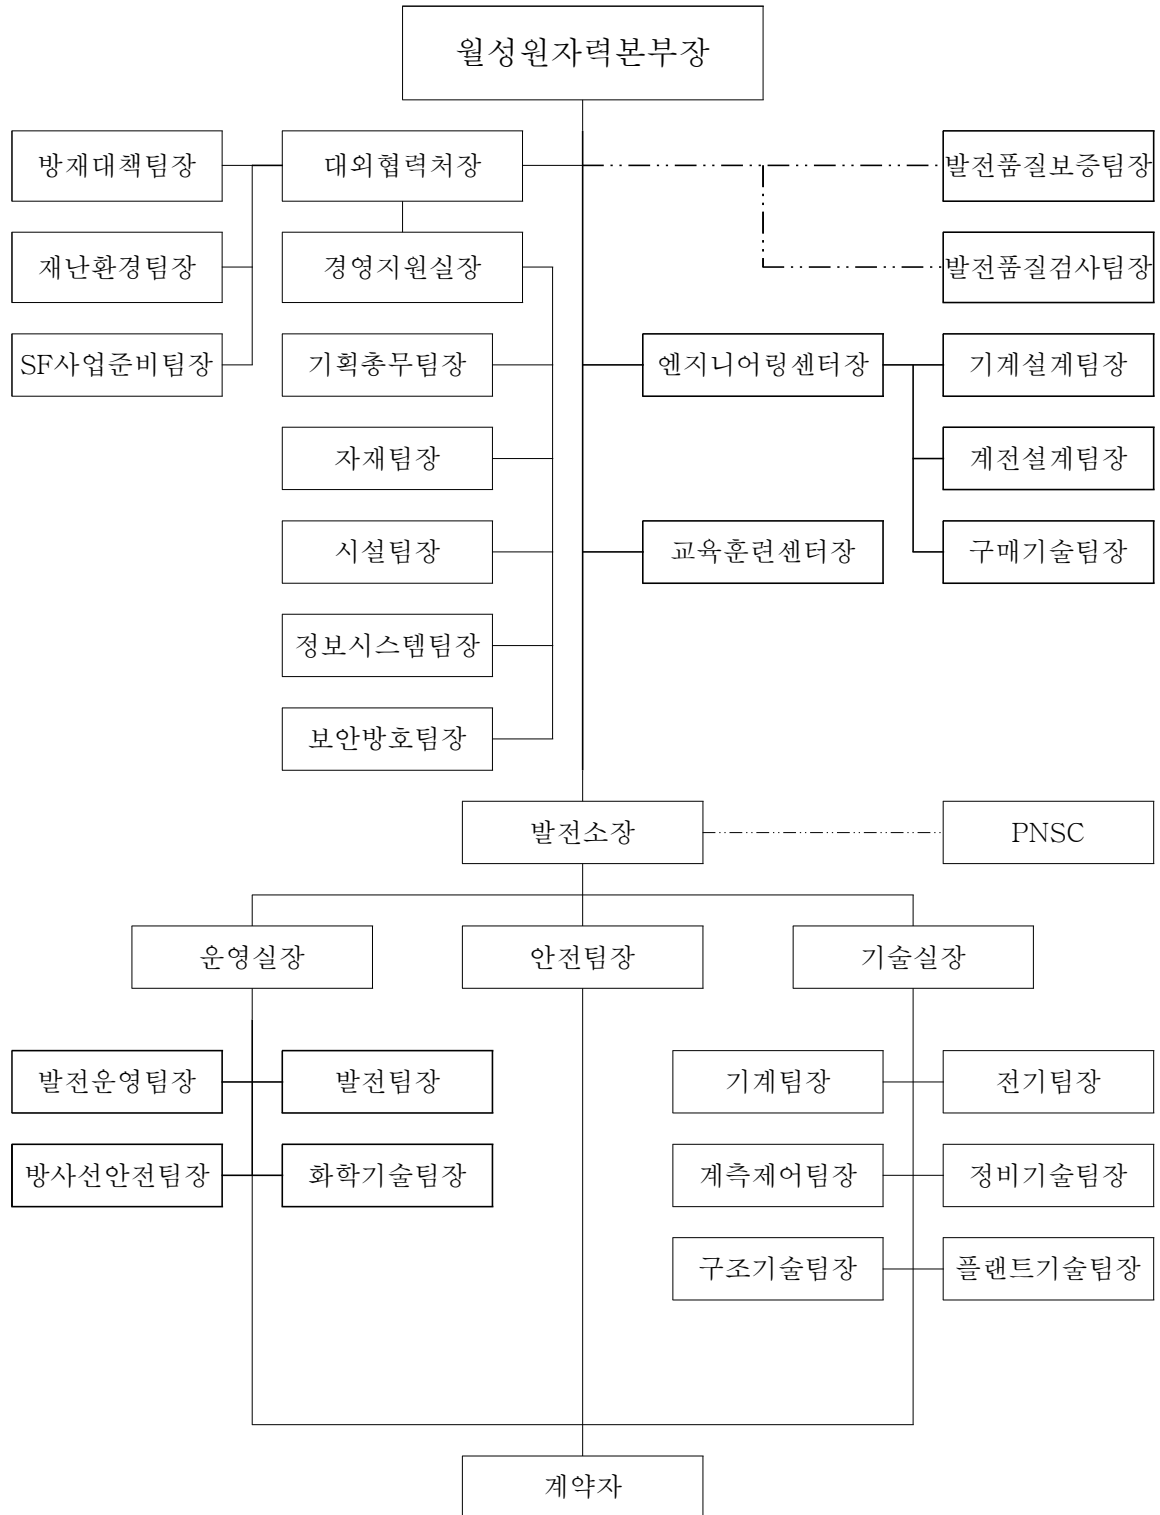 월성원자력본부장
방재대책팀장
대외협력처장
발전품질보증팀장
재난환경팀장
경영지원실장
발전품질검사팀장
SF사업준비팀장
기획총무팀장
엔지니어링센터장
기계설계팀장
자재팀장
계전설계팀장
시설팀장
교육훈련센터장
구매기술팀장
정보시스템팀장
보안방호팀장
발전소장
PNSC
운영실장
안전팀장
기술실장
발전운영팀장
발전팀장
기계팀장
전기팀장
방사선안전팀장
화학기술팀장
계측제어팀장
정비기술팀장
구조기술팀장
플랜트기술팀장
계약자